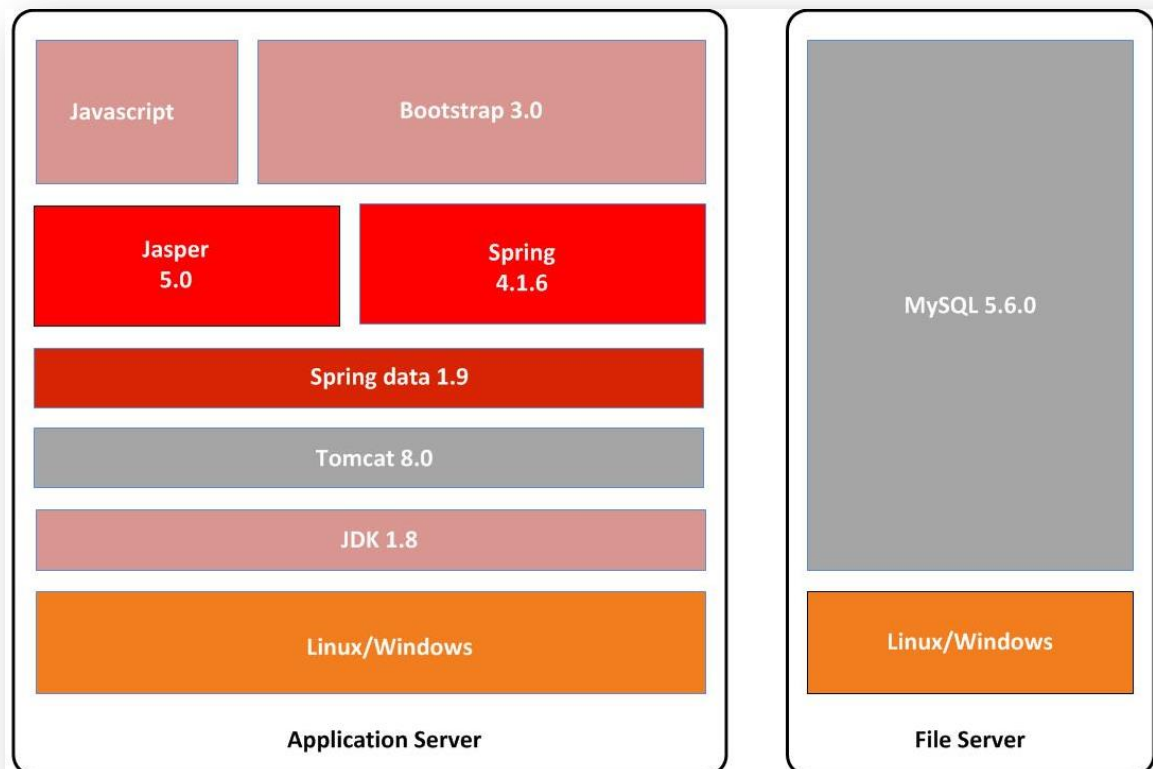 Javascript
Bootstrap 3.0
Jasper
5.0
Spring
4.1.6
Spring data 1.9
Tomcat 8.0
JDK 1.8
Linux/Windows
Application Server
MySQL 5.6.0
Linux/Windows
File Server